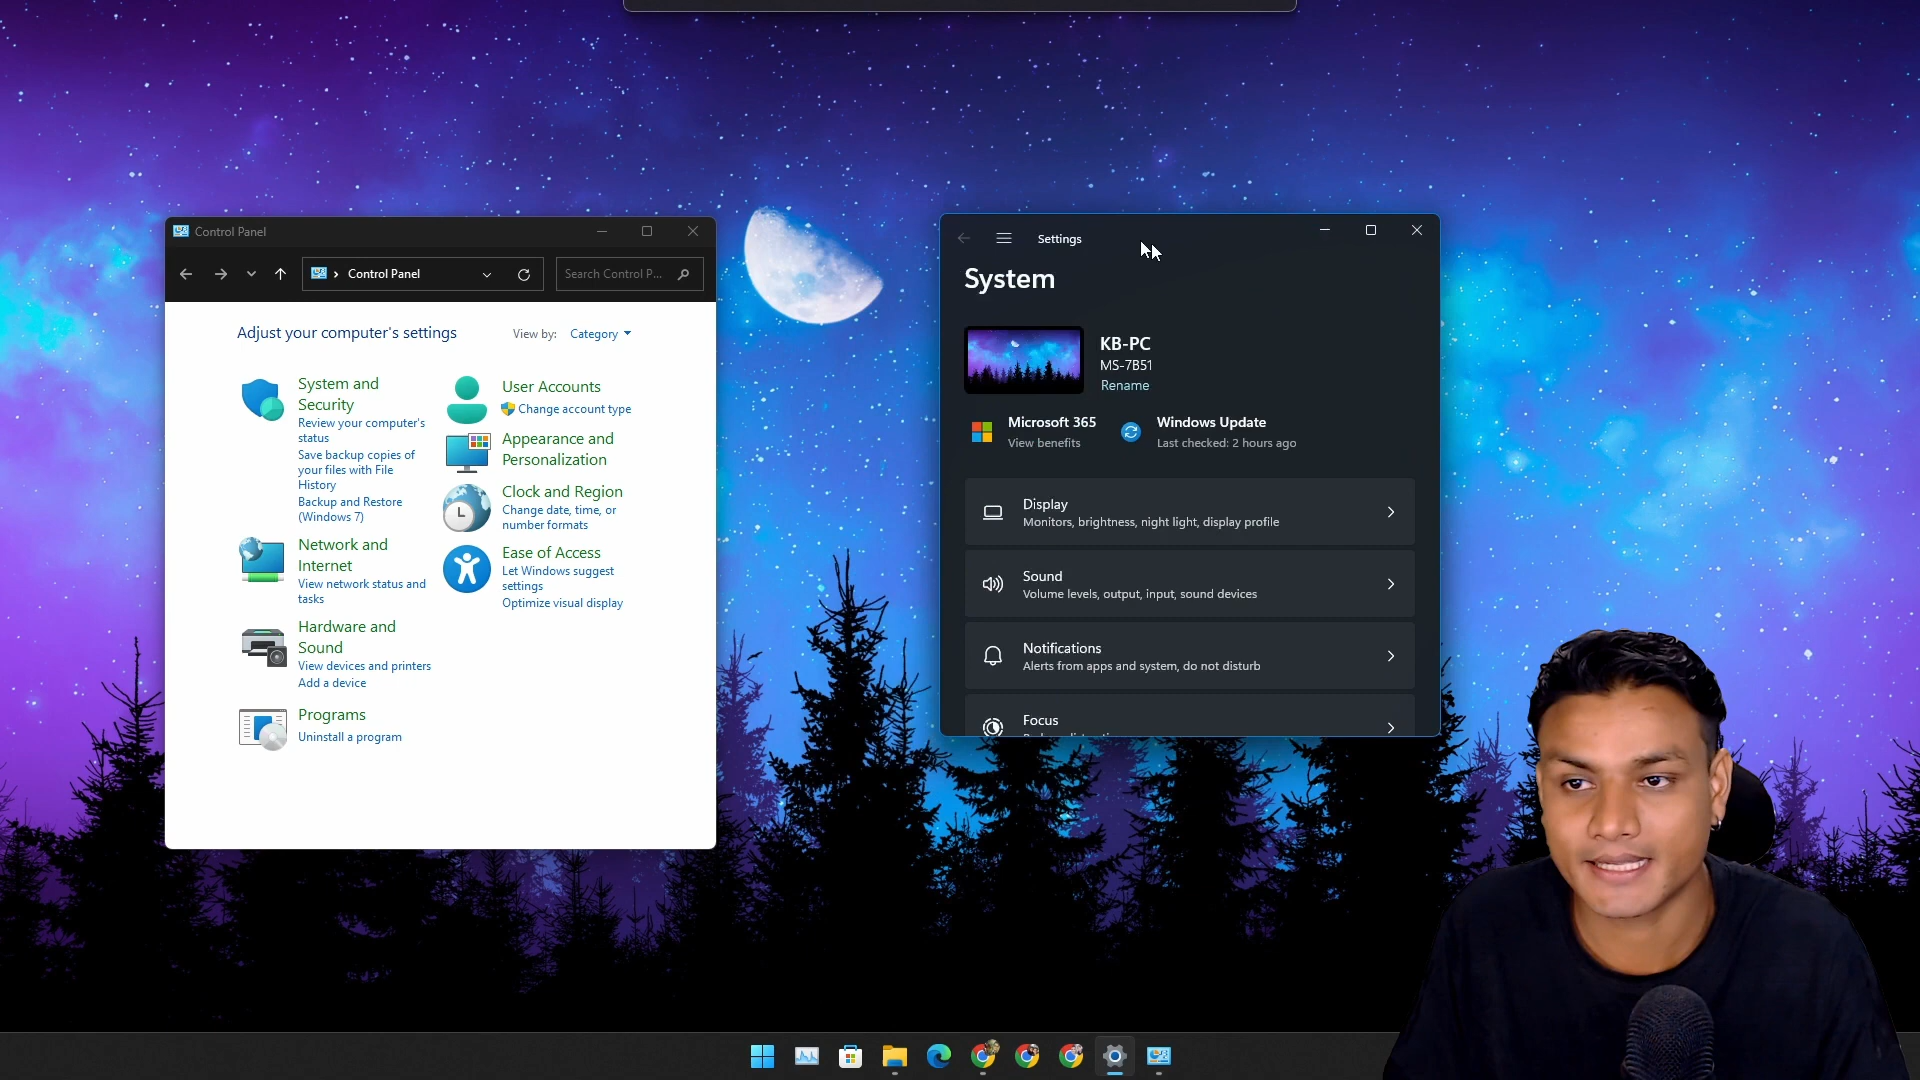 Control Panel
Control Panel
Search Control P...
Adjust your computer's settings
View by:
Category
System and
Security
Review your computer's
status
Save backup copies of
your files with File
History
Backup and Restore
(Windows 7)
Network and
Internet
View network status and
tasks
Hardware and
Sound
View devices and printers
Add a device
Programs
Uninstall a program
User Accounts
Change account type
Appearance and
Personalization
Clock and Region
Change date, time, or
number formats
Ease of Access
Let Windows suggest
settings
Optimize visual display
Settings
System
KB-PC
MS-7B51
Rename
Microsoft 365
View benefits
Windows Update
Last checked: 2 hours ago
Display
Monitors, brightness, night light, display profile
Sound
Volume levels, output, input, sound devices
Notifications
Alerts from apps and system, do not disturb
Focus